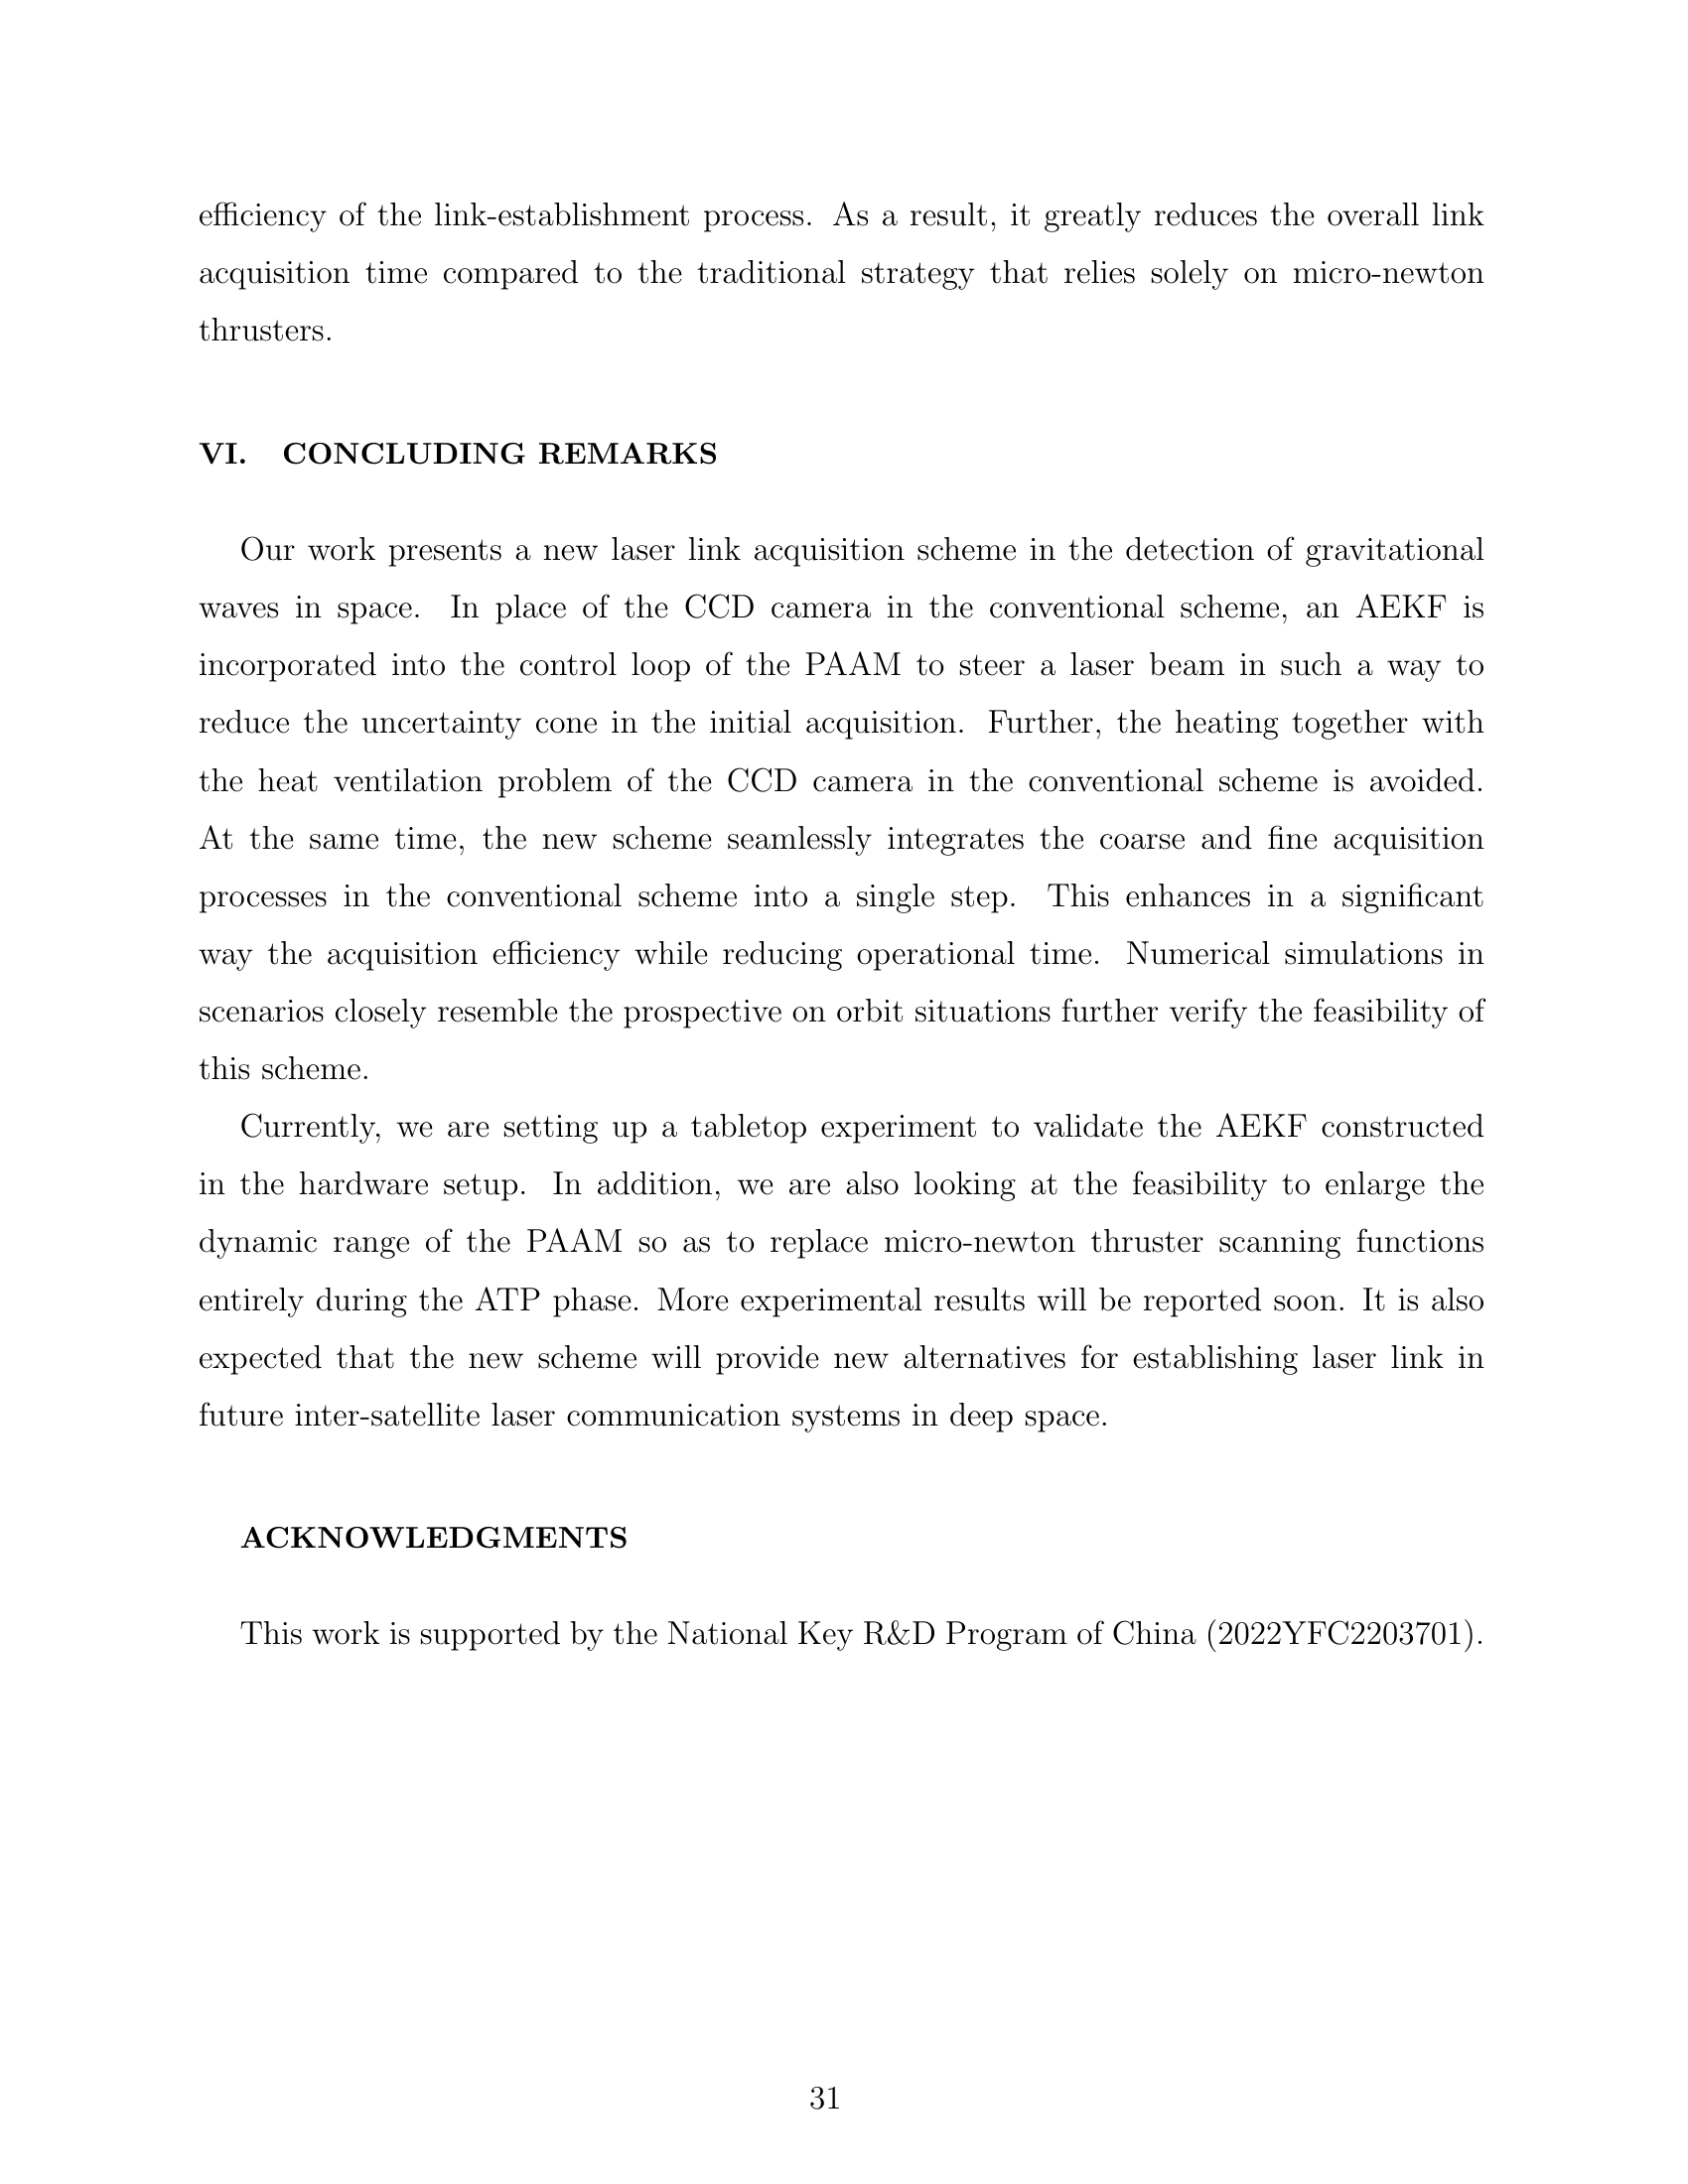 efficiency of the link-establishment process. As a result, it greatly reduces the overall link
acquisition time compared to the traditional strategy that relies solely on micro-newton
thrusters.
VI. CONCLUDING REMARKS
Our work presents a new laser link acquisition scheme in the detection of gravitational
waves in space. In place of the CCD camera in the conventional scheme, an AEKF is
incorporated into the control loop of the PAAM to steer a laser beam in such a way to
reduce the uncertainty cone in the initial acquisition. Further, the heating together with
the heat ventilation problem of the CCD camera in the conventional scheme is avoided.
At the same time, the new scheme seamlessly integrates the coarse and fine acquisition
processes in the conventional scheme into a single step. This enhances in a significant
way the acquisition efficiency while reducing operational time. Numerical simulations in
scenarios closely resemble the prospective on orbit situations further verify the feasibility of
this scheme.
Currently, we are setting up a tabletop experiment to validate the AEKF constructed
in the hardware setup. In addition, we are also looking at the feasibility to enlarge the
dynamic range of the PAAM so as to replace micro-newton thruster scanning functions
entirely during the ATP phase. More experimental results will be reported soon. It is also
expected that the new scheme will provide new alternatives for establishing laser link in
future inter-satellite laser communication systems in deep space.
ACKNOWLEDGMENTS
This work is supported by the National Key R&D Program of China (2022YFC2203701).
31